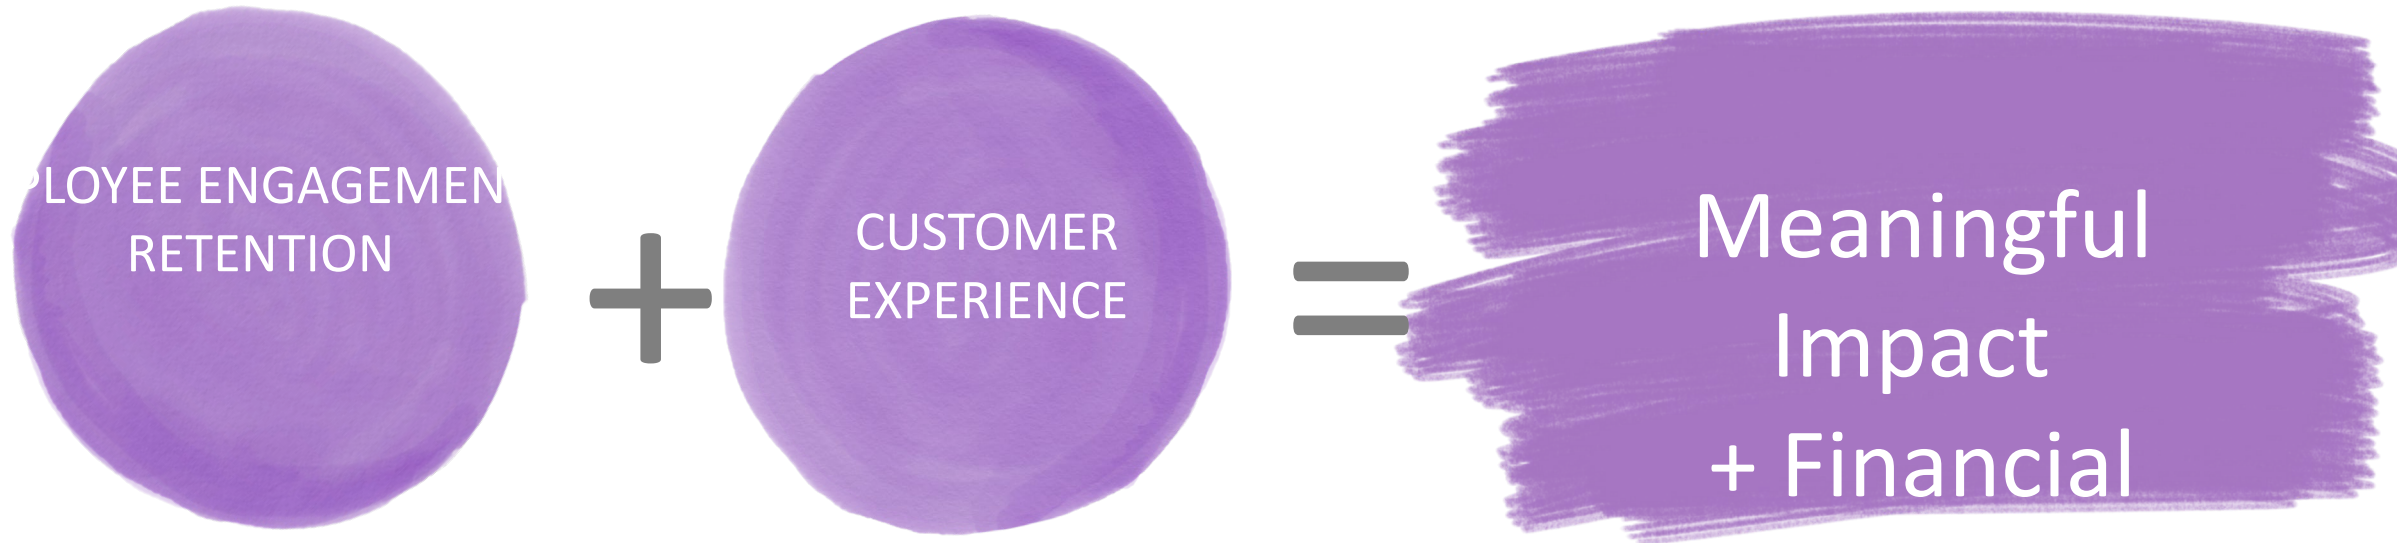 PLOYEE ENGAGEMEN
RETENTION
+
CUSTOMER
EXPERIENCE
=
Meaningful
Impact
+ Financial